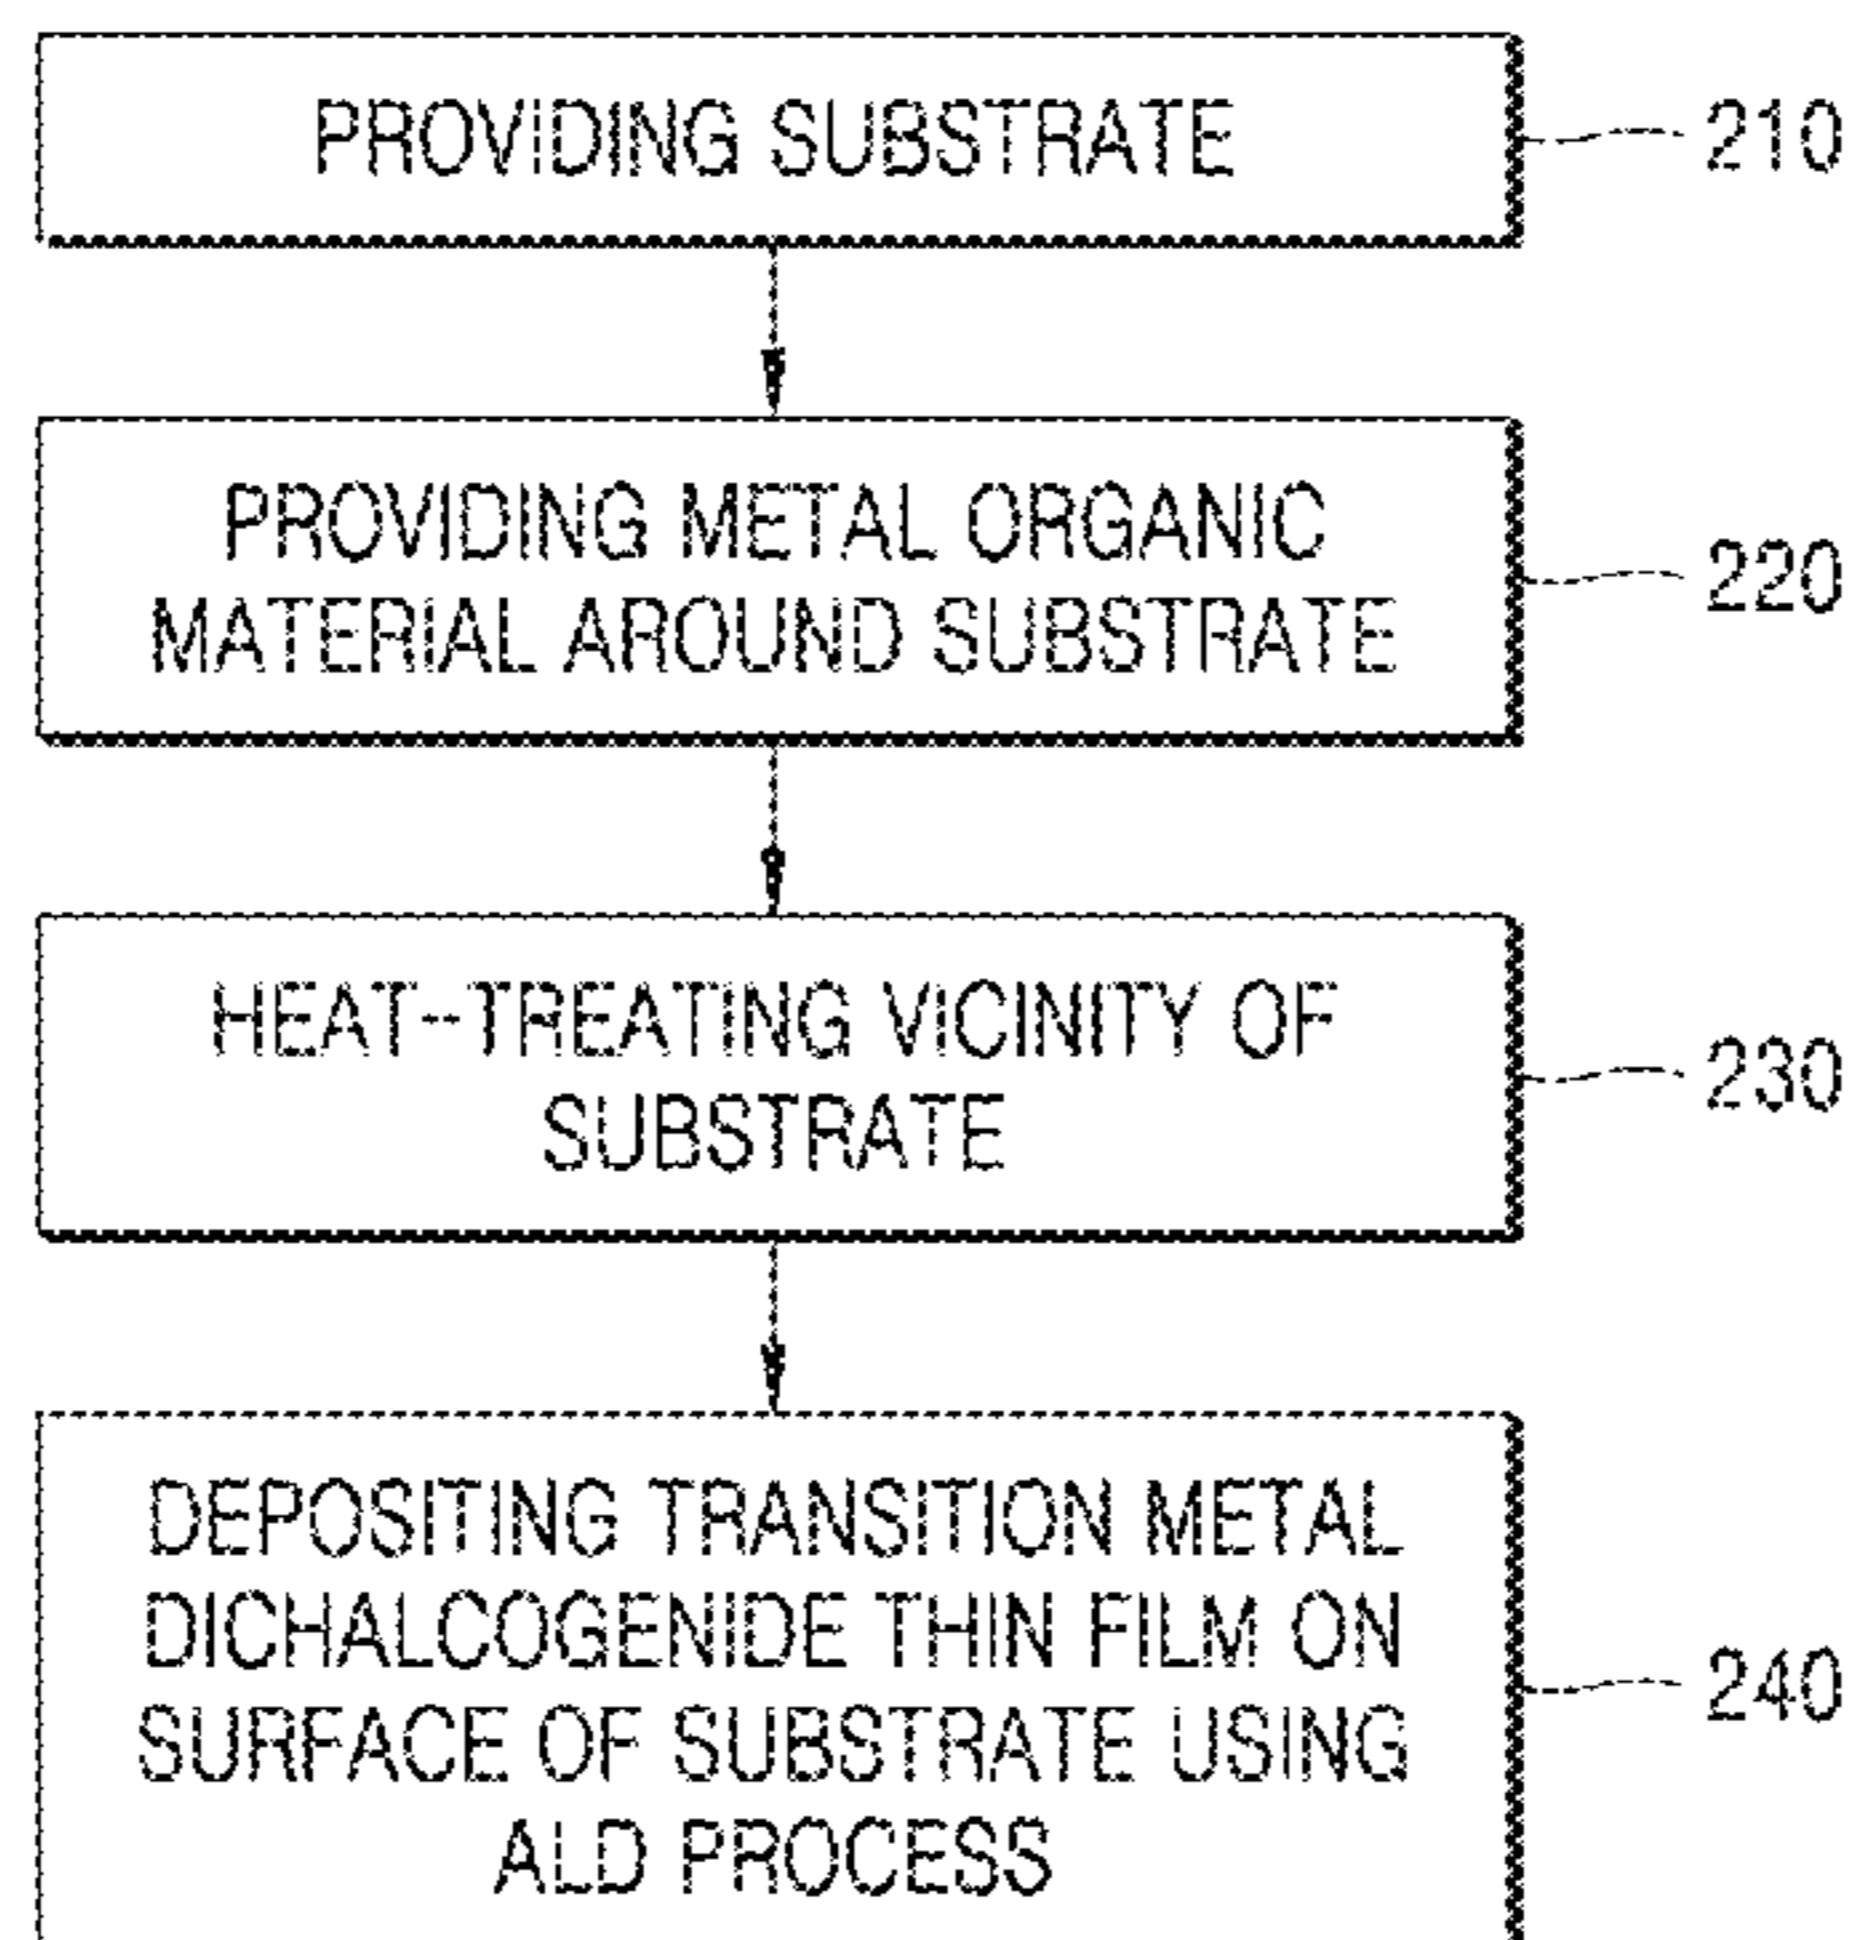 PROVIDING SUBSTRATE
210
PROVIDING METAL ORGANIC
MATERIAL AROUND SUBSTRATE
220
HEAT-TREATING VICINITY OF
SUBSTRATE
230
DEPOSITING TRANSITION METAL
DICHALCOGENIDE THIN FILM ON
SURFACE OF SUBSTRATE USING
ALD PROCESS
240